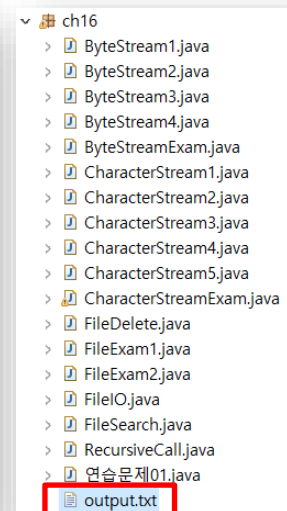 ch16
ByteStream1.java
ByteStream2.java
ByteStream3.java
ByteStream4.java
ByteStreamExam.java
CharacterStream1.java
CharacterStream2.java
CharacterStream3.java
CharacterStream4.java
CharacterStream5.java
CharacterStreamExam.java
FileDelete.java
FileExam1.java
FileExam2.java
FileIO.java
FileSearch.java
RecursiveCall.java
연습문제01.java
output.txt